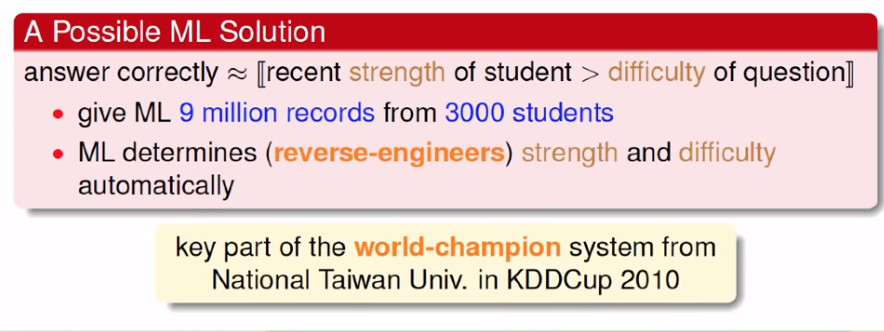 A Possible ML Solution
answer correctly ≈ ⟦recent strength of student > difficulty of question⟧
• give ML 9 million records from 3000 students
• ML determines (reverse-engineers) strength and difficulty
automatically
key part of the world-champion system from
National Taiwan Univ. in KDDCup 2010